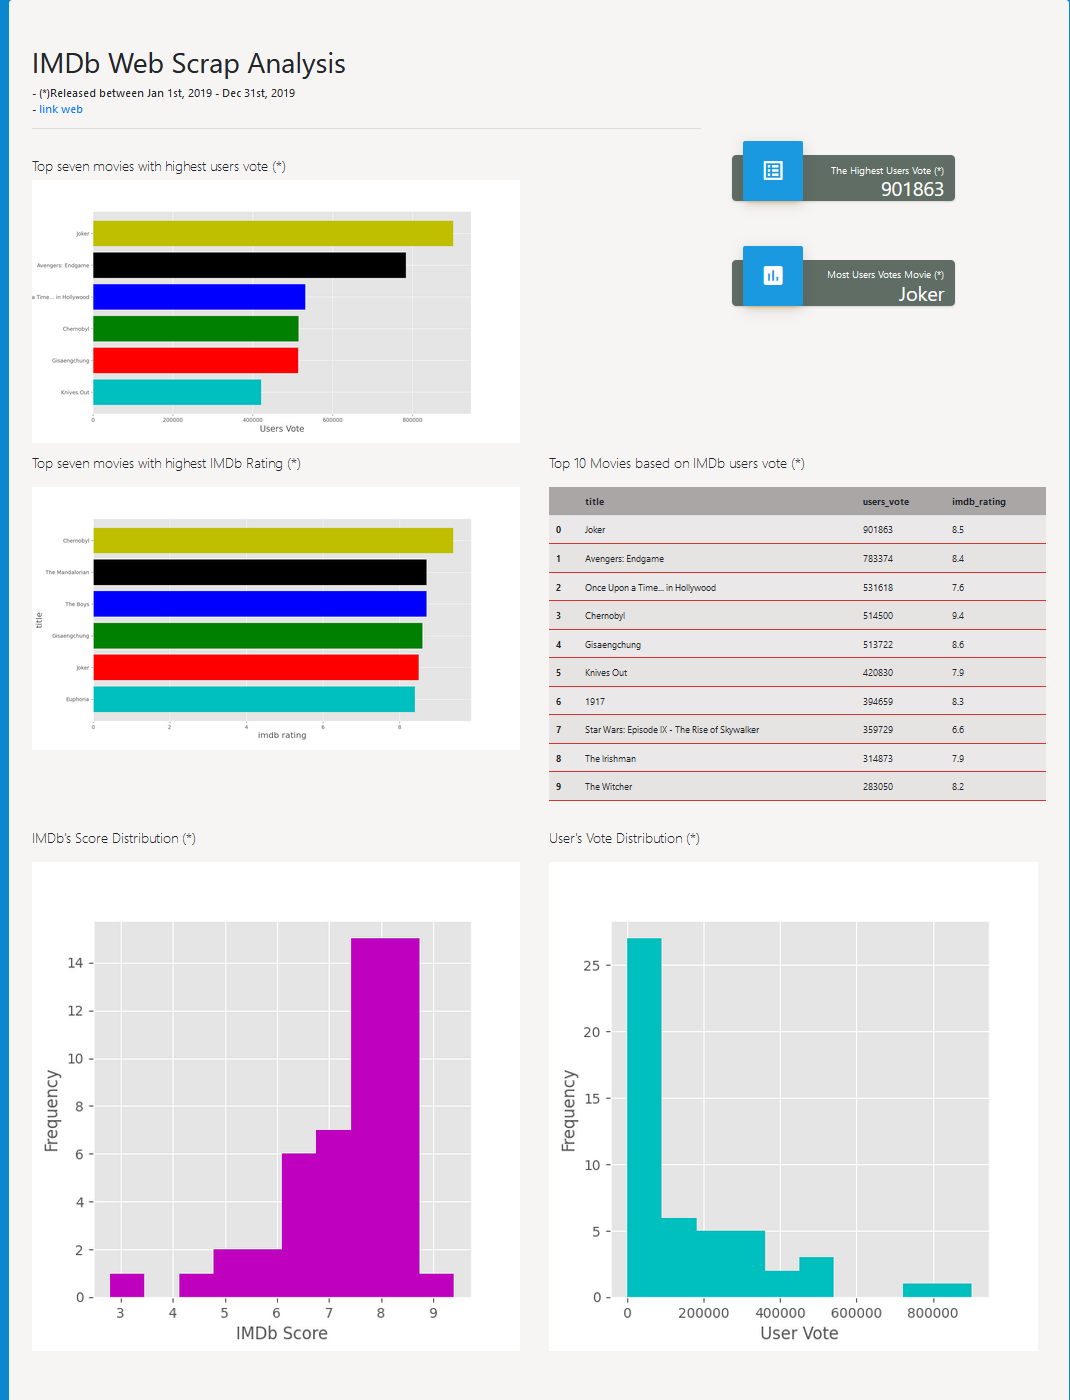 IMDb Web Scrap Analysis
- (*)Released between Jan 1st, 2019 - Dec 31st, 2019
- link web
The Highest Users Vote (*)
901863
Most Users Votes Movie (*)
Joker
Top seven movies with highest users vote (*)
Joker
Avengers: Endgame
a Time... in Hollywood
Chernobyl
Gisaengchung
Knives Out
0 200000 400000 600000 800000
Users Vote
Top seven movies with highest IMDb Rating (*)
title
Chernobyl
The Mandalorian
The Boys
Gisaengchung
Joker
Euphoria
0 2 4 6 8
imdb rating
Top 10 Movies based on IMDb users vote (*)
title users_vote imdb_rating
0 Joker 901863 8.5
1 Avengers: Endgame 783374 8.4
2 Once Upon a Time... in Hollywood 531618 7.6
3 Chernobyl 514500 9.4
4 Gisaengchung 513722 8.6
5 Knives Out 420830 7.9
6 1917 394659 8.3
7 Star Wars: Episode IX - The Rise of Skywalker 359729 6.6
8 The Irishman 314873 7.9
9 The Witcher 283050 8.2
IMDb's Score Distribution (*)
Frequency
14
12
10
8
6
4
2
0
3 4 5 6 7 8 9
IMDb Score
User's Vote Distribution (*)
Frequency
25
20
15
10
5
0
0 200000 400000 600000 800000
User Vote